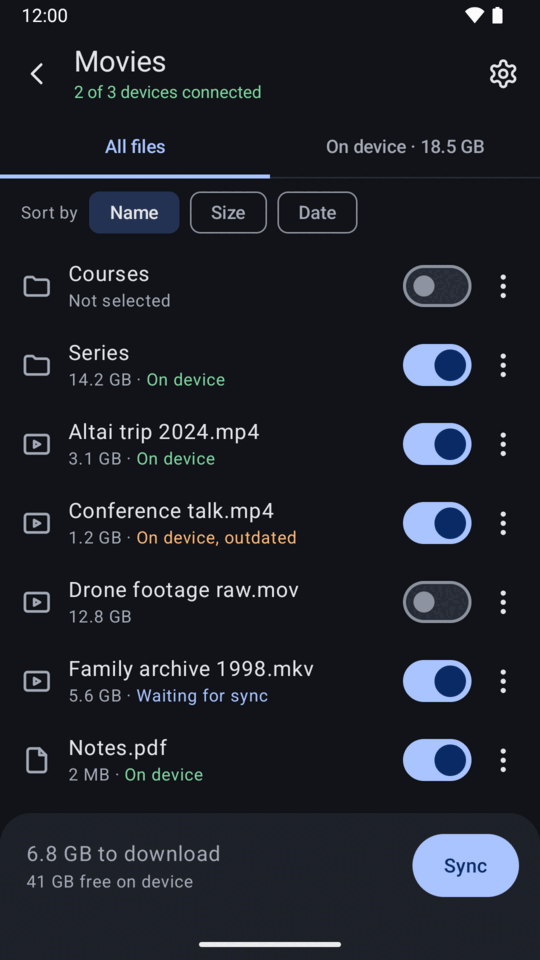 12:00
Movies
2 of 3 devices connected
All files
On device · 18.5 GB
Sort by Name Size Date
Courses
Not selected
Series
14.2 GB · On device
Altai trip 2024.mp4
3.1 GB · On device
Conference talk.mp4
1.2 GB · On device, outdated
Drone footage raw.mov
12.8 GB
Family archive 1998.mkv
5.6 GB · Waiting for sync
Notes.pdf
2 MB · On device
6.8 GB to download
41 GB free on device
Sync